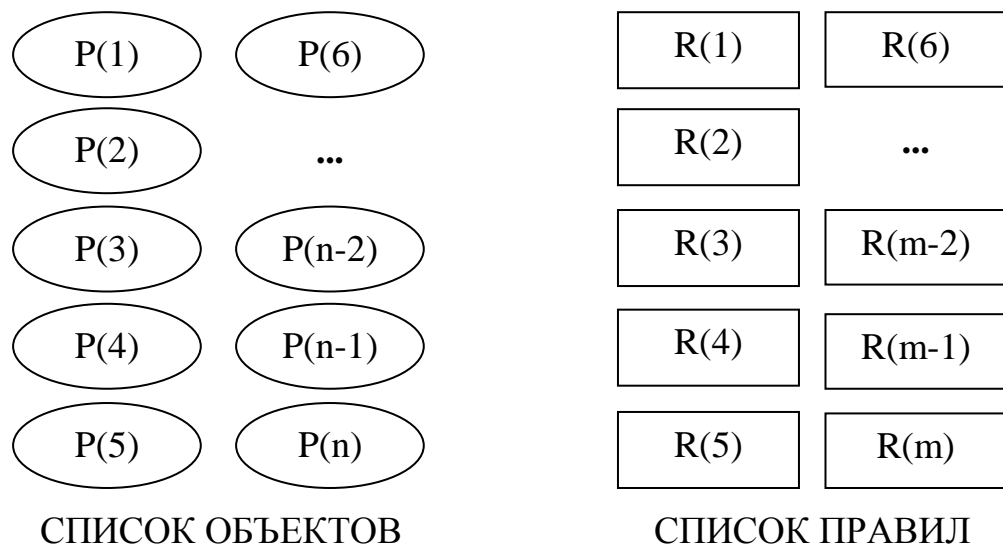 P(1) P(6) R(1) R(6)
P(2) ... R(2) ...
P(3) P(n-2) R(3) R(m-2)
P(4) P(n-1) R(4) R(m-1)
P(5) P(n) R(5) R(m)
СПИСОК ОБЪЕКТОВ СПИСОК ПРАВИЛ